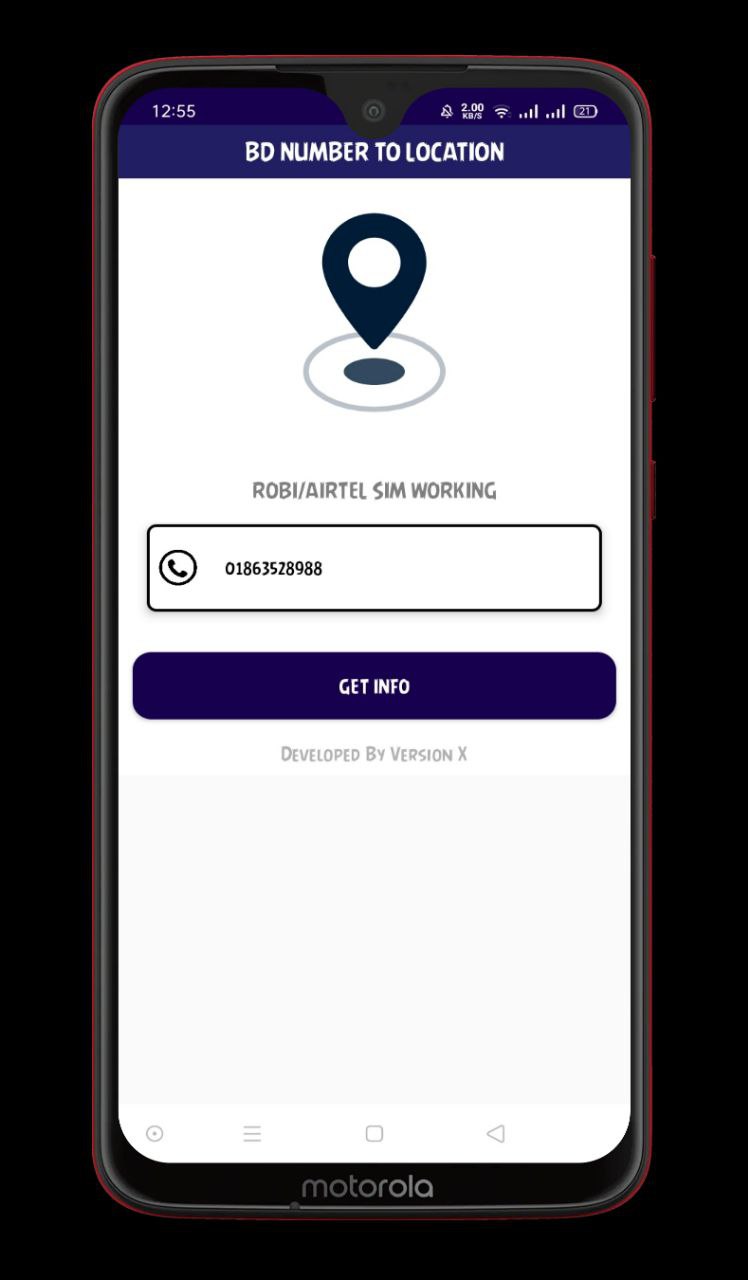 12:55
2.00
KB/S
21
BD NUMBER TO LOCATION
ROBI/AIRTEL SIM WORKING
01863528988
GET INFO
DEVELOPED BY VERSION X
motorola